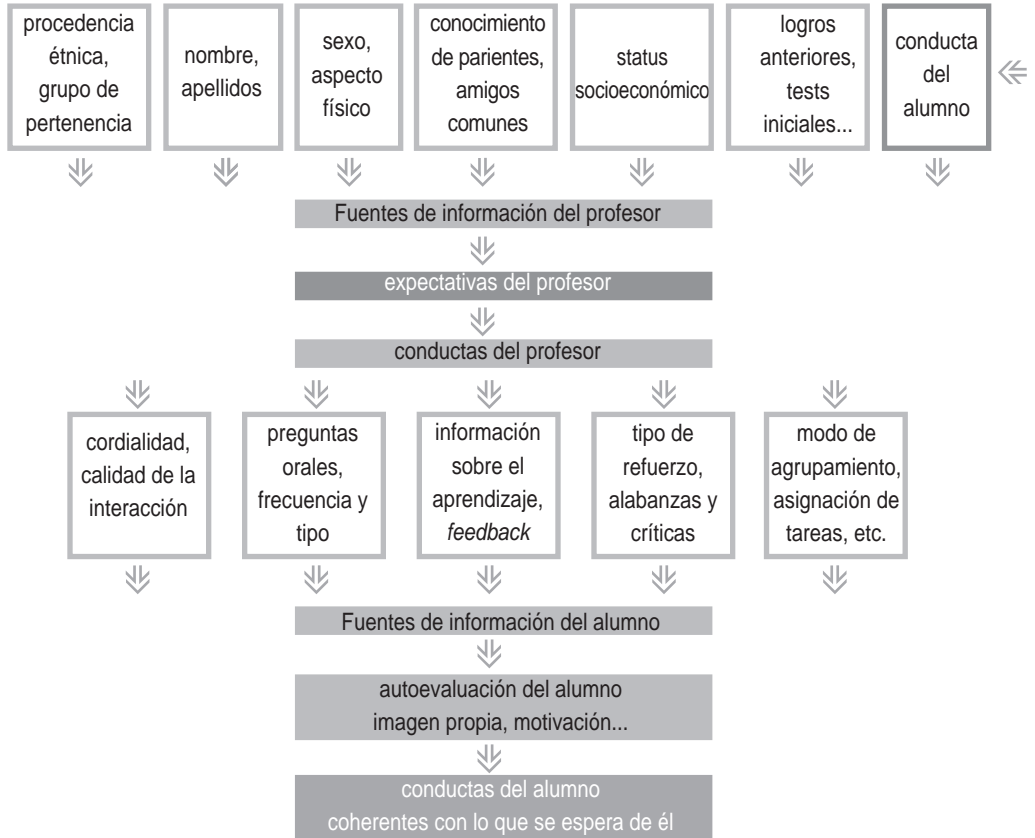 procedencia
étnica,
grupo de
pertenencia
nombre,
apellidos
sexo,
aspecto
físico
conocimiento
de parientes,
amigos
comunes
status
socioeconómico
logros
anteriores,
tests
iniciales...
conducta
del
alumno
Fuentes de información del profesor
expectativas del profesor
conductas del profesor
cordialidad,
calidad de la
interacción
preguntas
orales,
frecuencia y
tipo
información
sobre el
aprendizaje,
feedback
tipo de
refuerzo,
alabanzas y
críticas
modo de
agrupamiento,
asignación de
tareas, etc.
Fuentes de información del alumno
autoevaluación del alumno
imagen propia, motivación...
conductas del alumno
coherentes con lo que se espera de él